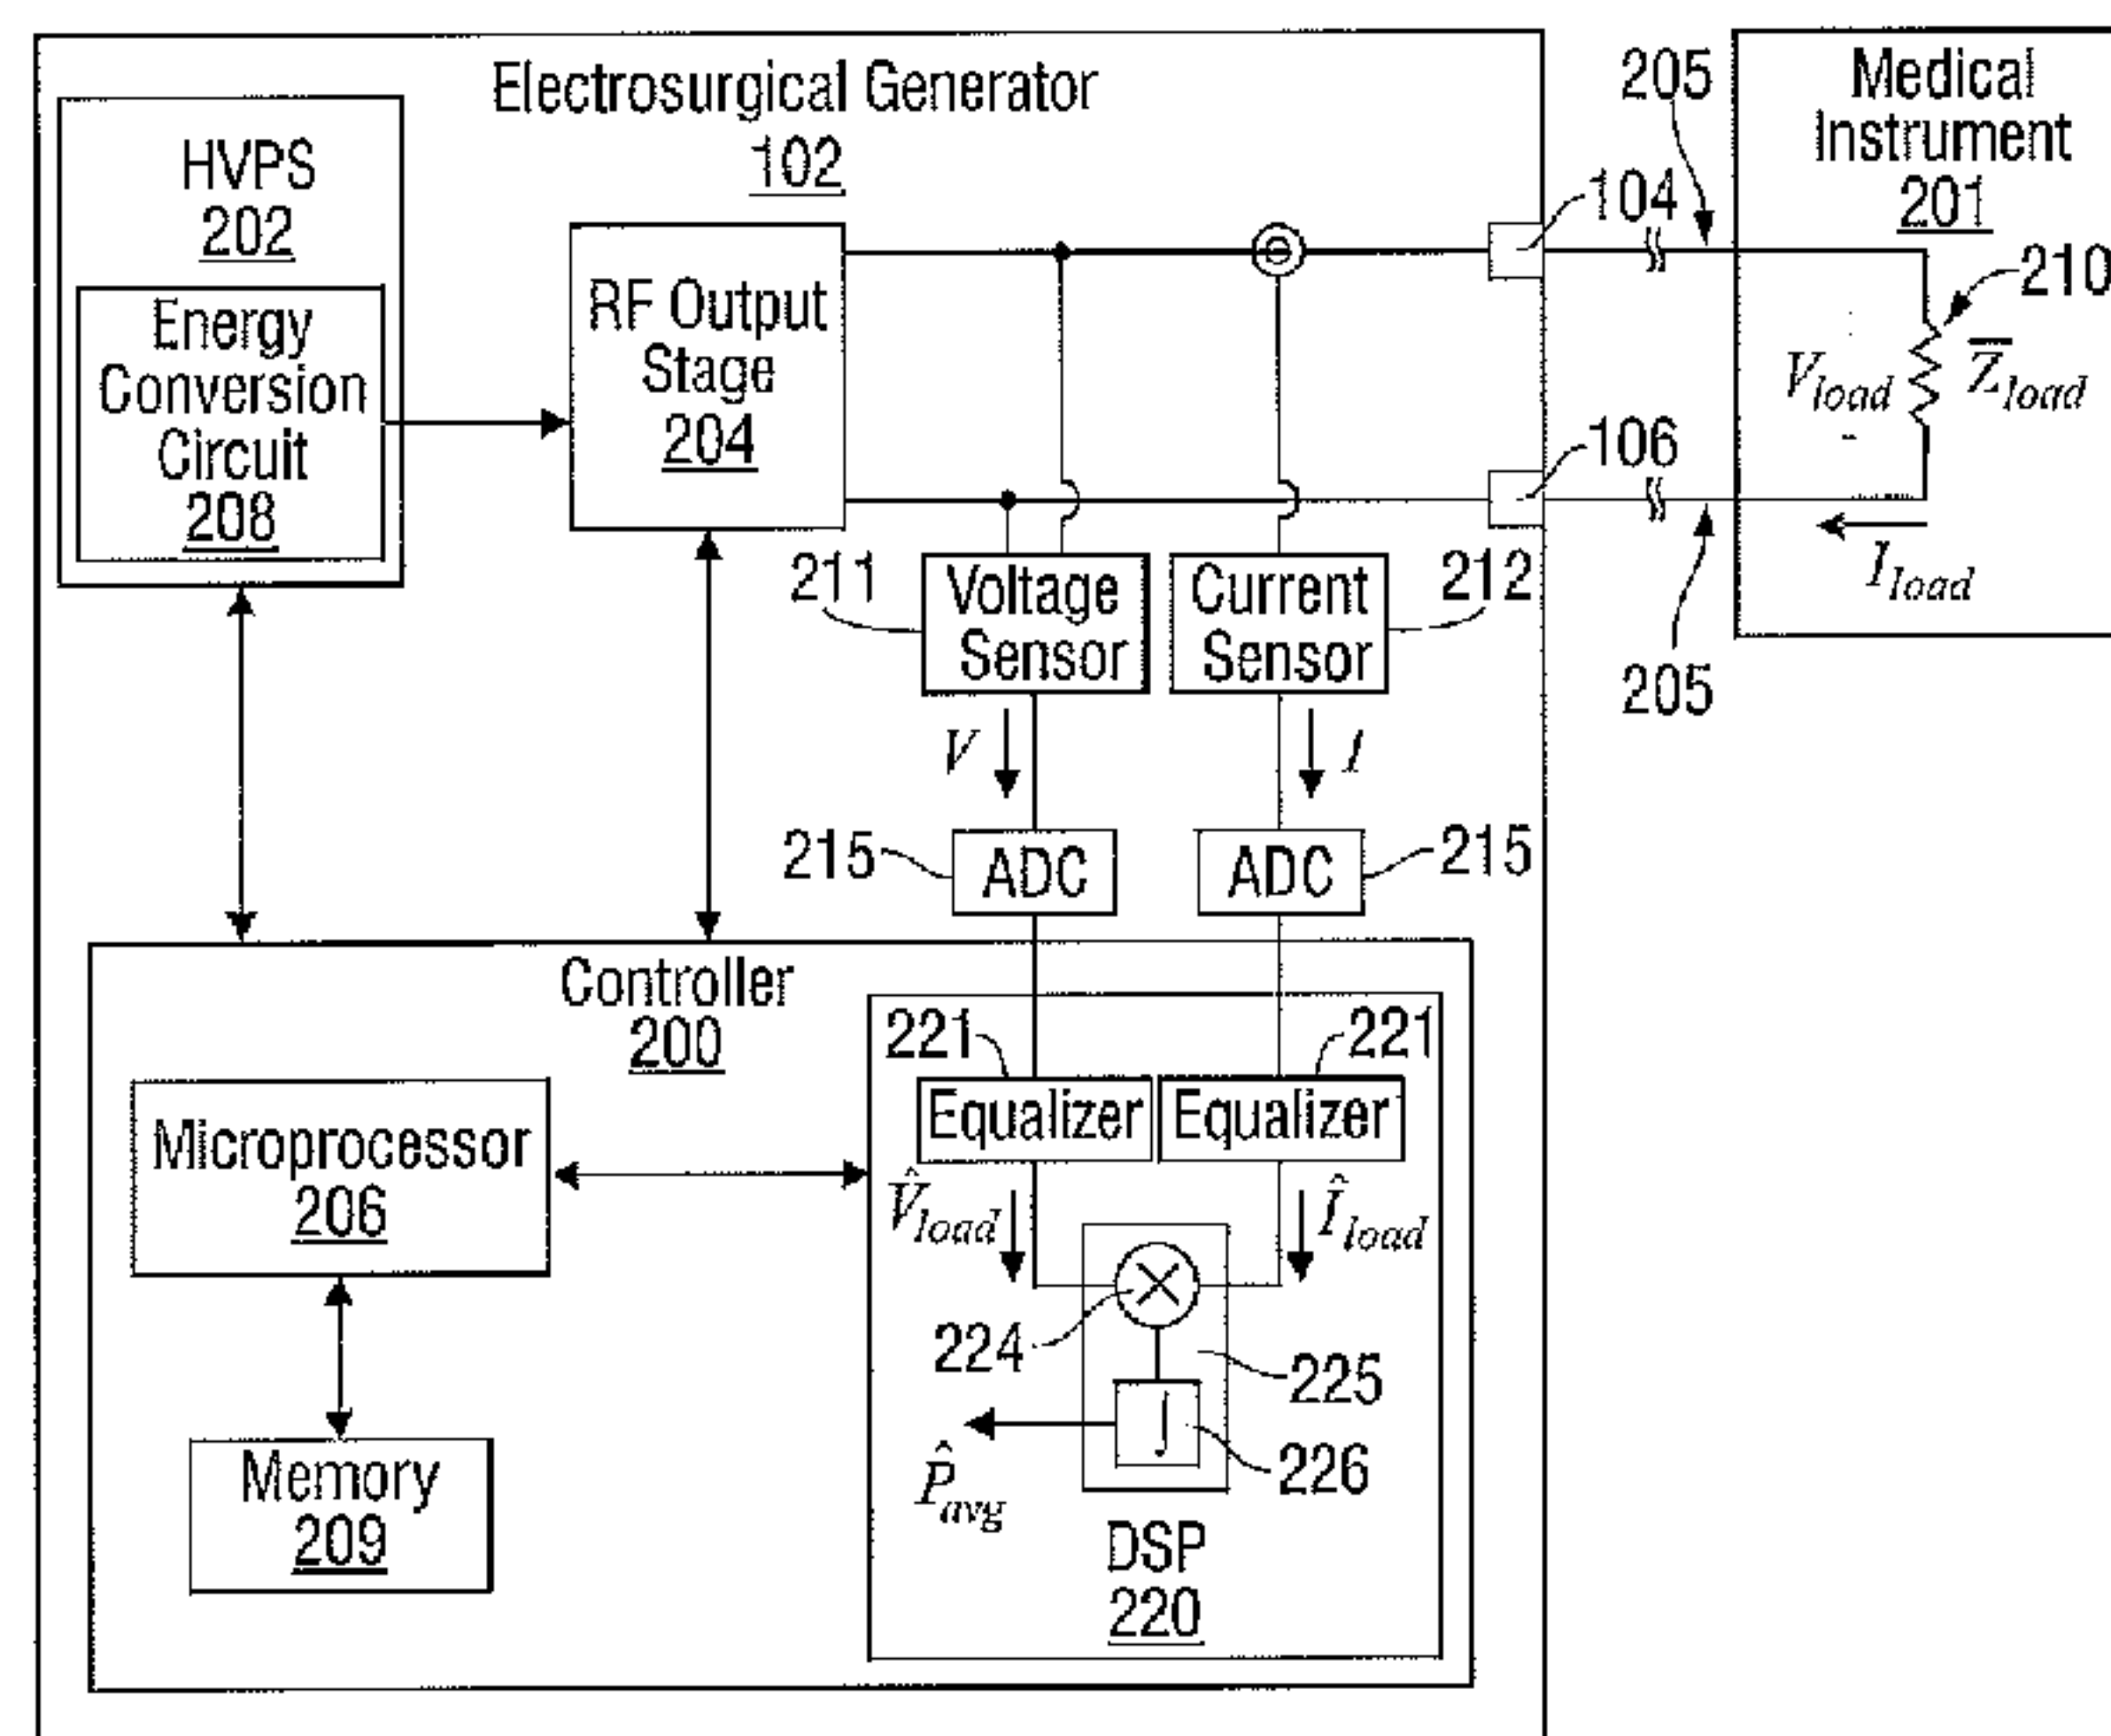 Electrosurgical Generator
102
HVPS
202
Energy
Conversion
Circuit
208
RF Output
Stage
204
205
104
106
205
Medical
Instrument
201
210
V_load
Z̅_load
I_load
211
Voltage
Sensor
Current
Sensor
212
V
I
215
ADC
ADC
215
Controller
200
Microprocessor
206
Memory
209
221
221
Equalizer
Equalizer
V̂_load
Î_load
224
225
∫
226
P̂_avg
DSP
220